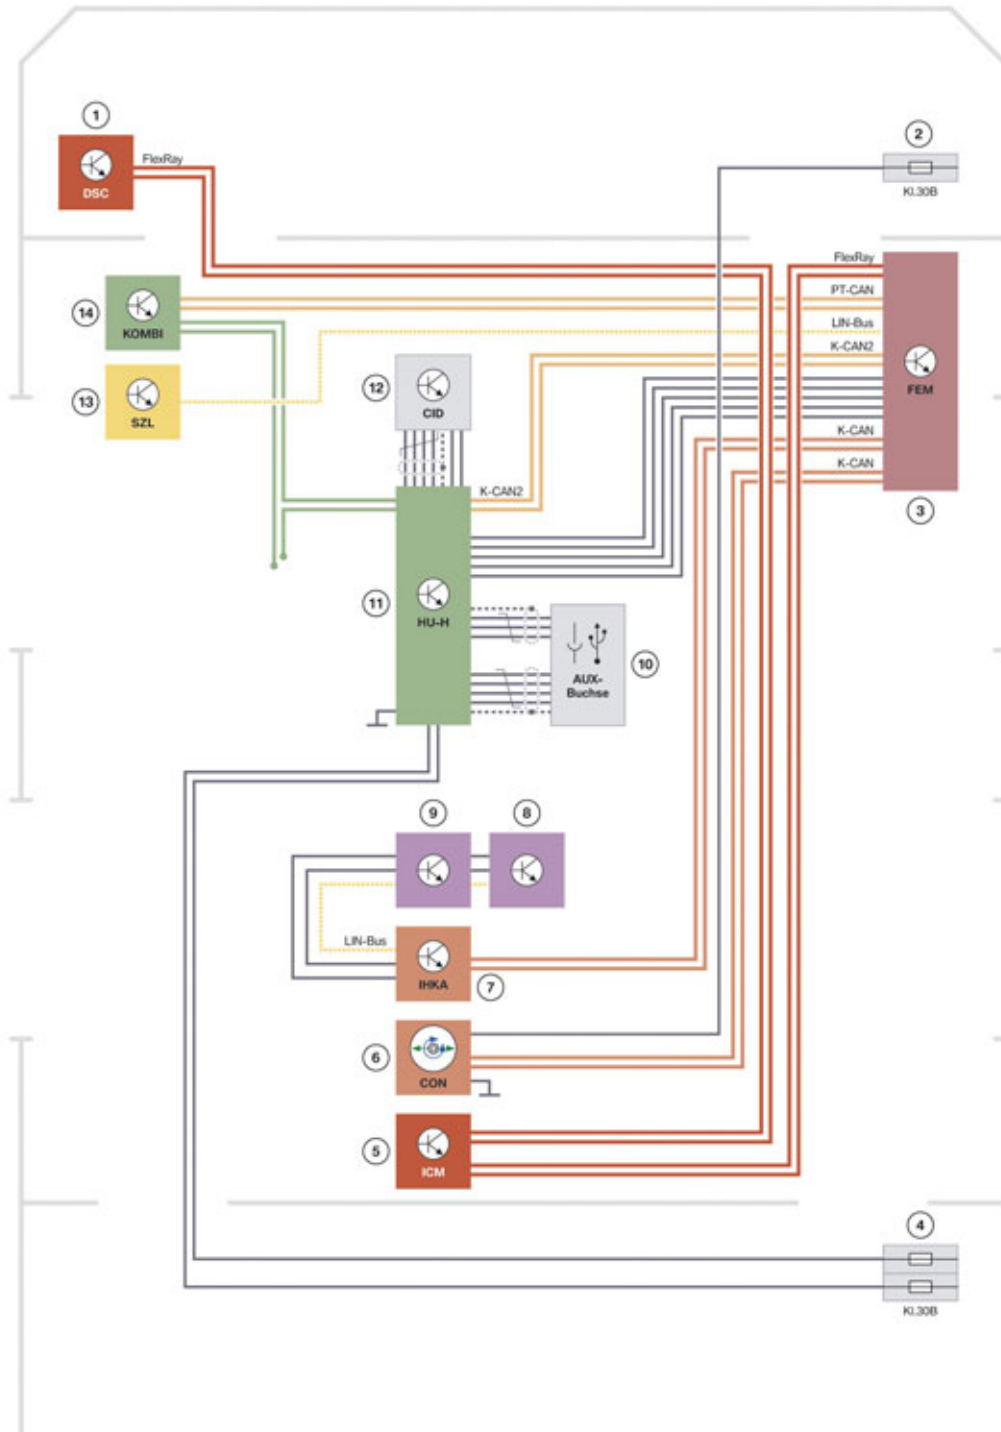 1
2
FlexRay
DSC
Kl.30B
FlexRay
PT-CAN
14
KOMBI
LIN-Bus
K-CAN2
12
CID
FEM
13
SZL
K-CAN
K-CAN
K-CAN2
3
11
HU-H
10
AUX-
Buchse
9
8
LIN-Bus
IHKA
7
6
CON
5
ICM
4
Kl.30B